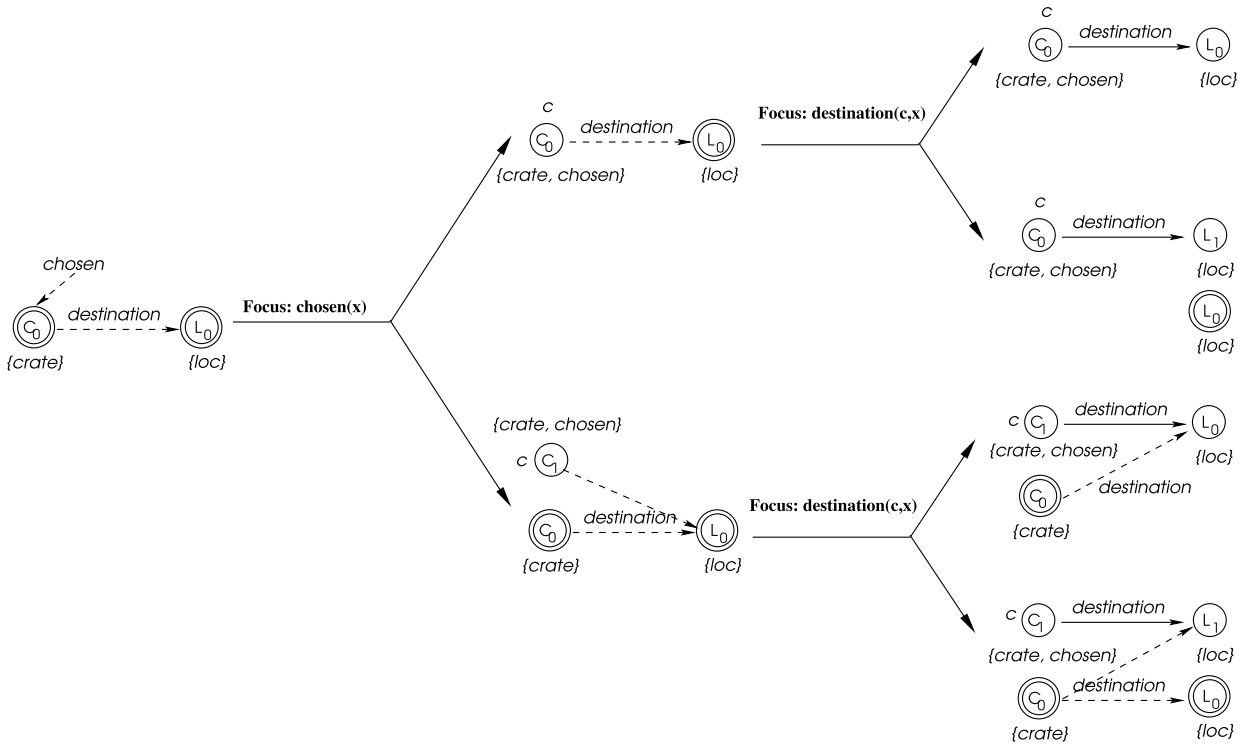 chosen
destination
C0
L0
{crate}
{loc}
Focus: chosen(x)
c
destination
C0
L0
{crate, chosen}
{loc}
{crate, chosen}
c
C1
destination
C0
L0
{crate}
{loc}
Focus: destination(c,x)
c
destination
C0
L0
{crate, chosen}
{loc}
c
destination
C0
L1
{crate, chosen}
{loc}
L0
{loc}
Focus: destination(c,x)
destination
c
C1
L0
{crate, chosen}
{loc}
C0
destination
{crate}
destination
c
C1
L1
{crate, chosen}
{loc}
destination
C0
L0
{crate}
{loc}